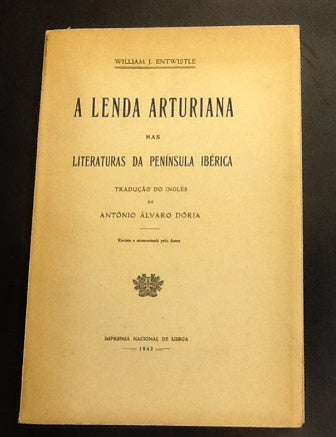 WILLIAM J. ENTWISTLE
A LENDA ARTURIANA
NAS
LITERATURAS DA PENÍNSULA IBÉRICA
TRADUÇÃO DO INGLÊS
DE
ANTÓNIO ÁLVARO DÓRIA
Revista e acrescentada pelo Autor
IMPRENSA NACIONAL DE LISBOA
1942